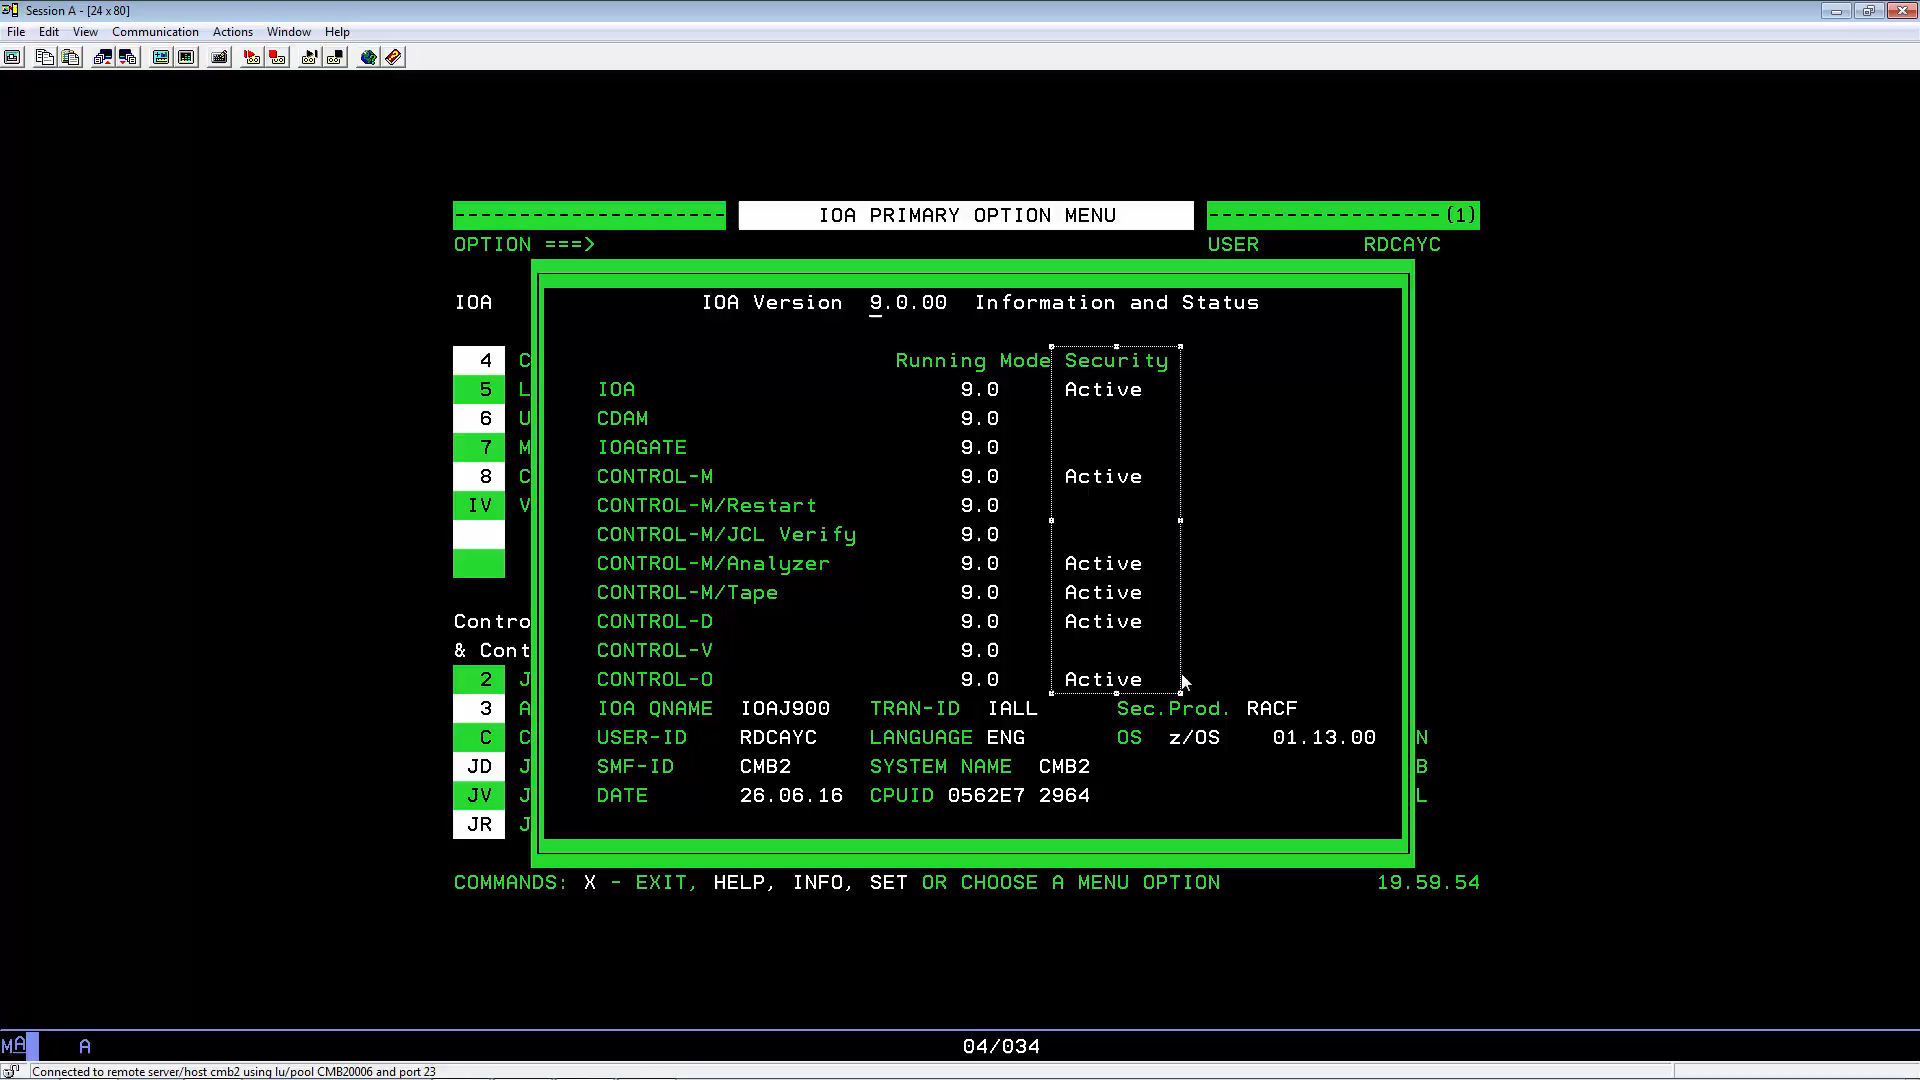 Session A - [24 x 80]
File Edit View Communication Actions Window Help
----------------------- IOA PRIMARY OPTION MENU ------------------(1)
OPTION ===> USER RDCAYC
IOA IOA Version 9.0.00 Information and Status
4 C Running Mode Security
5 L IOA 9.0 Active
6 U CDAM 9.0
7 M IOAGATE 9.0
8 C CONTROL-M 9.0 Active
IV V CONTROL-M/Restart 9.0
CONTROL-M/JCL Verify 9.0
CONTROL-M/Analyzer 9.0 Active
CONTROL-M/Tape 9.0 Active
Contro CONTROL-D 9.0 Active
& Cont CONTROL-V 9.0
2 J CONTROL-O 9.0 Active
3 A IOA QNAME IOAJ900 TRAN-ID IALL Sec.Prod. RACF
C C USER-ID RDCAYC LANGUAGE ENG OS z/OS 01.13.00 N
JD J SMF-ID CMB2 SYSTEM NAME CMB2 B
JV J DATE 26.06.16 CPUID 0562E7 2964 L
JR J
COMMANDS: X - EXIT, HELP, INFO, SET OR CHOOSE A MENU OPTION 19.59.54
MA A 04/034
Connected to remote server/host cmb2 using lu/pool CMB20006 and port 23